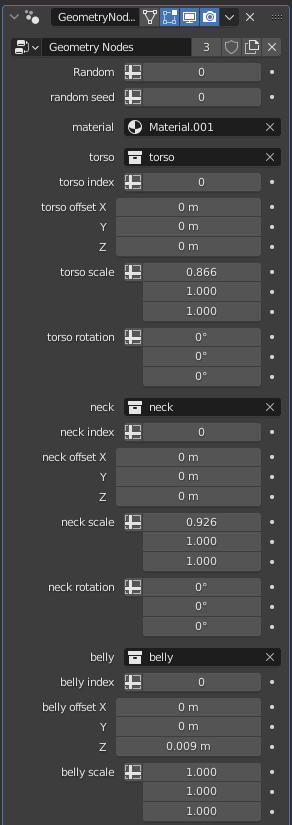 GeometryNod...
Geometry Nodes 3
Random 0
random seed 0
material Material.001
torso torso
torso index 0
torso offset X 0 m
Y 0 m
Z 0 m
torso scale 0.866
1.000
1.000
torso rotation 0°
0°
0°
neck neck
neck index 0
neck offset X 0 m
Y 0 m
Z 0 m
neck scale 0.926
1.000
1.000
neck rotation 0°
0°
0°
belly belly
belly index 0
belly offset X 0 m
Y 0 m
Z 0.009 m
belly scale 1.000
1.000
1.000